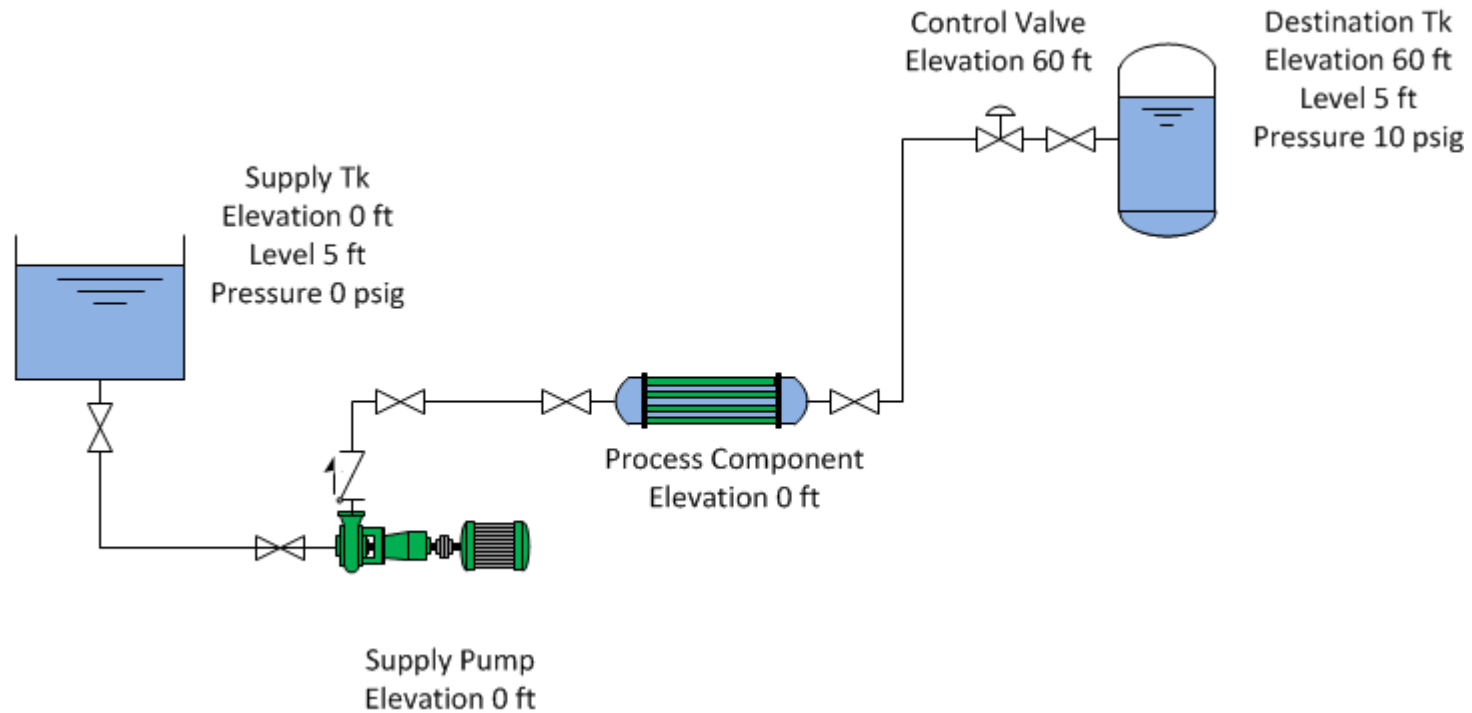 Control Valve
Elevation 60 ft
Destination Tk
Elevation 60 ft
Level 5 ft
Pressure 10 psig
Supply Tk
Elevation 0 ft
Level 5 ft
Pressure 0 psig
Process Component
Elevation 0 ft
Supply Pump
Elevation 0 ft